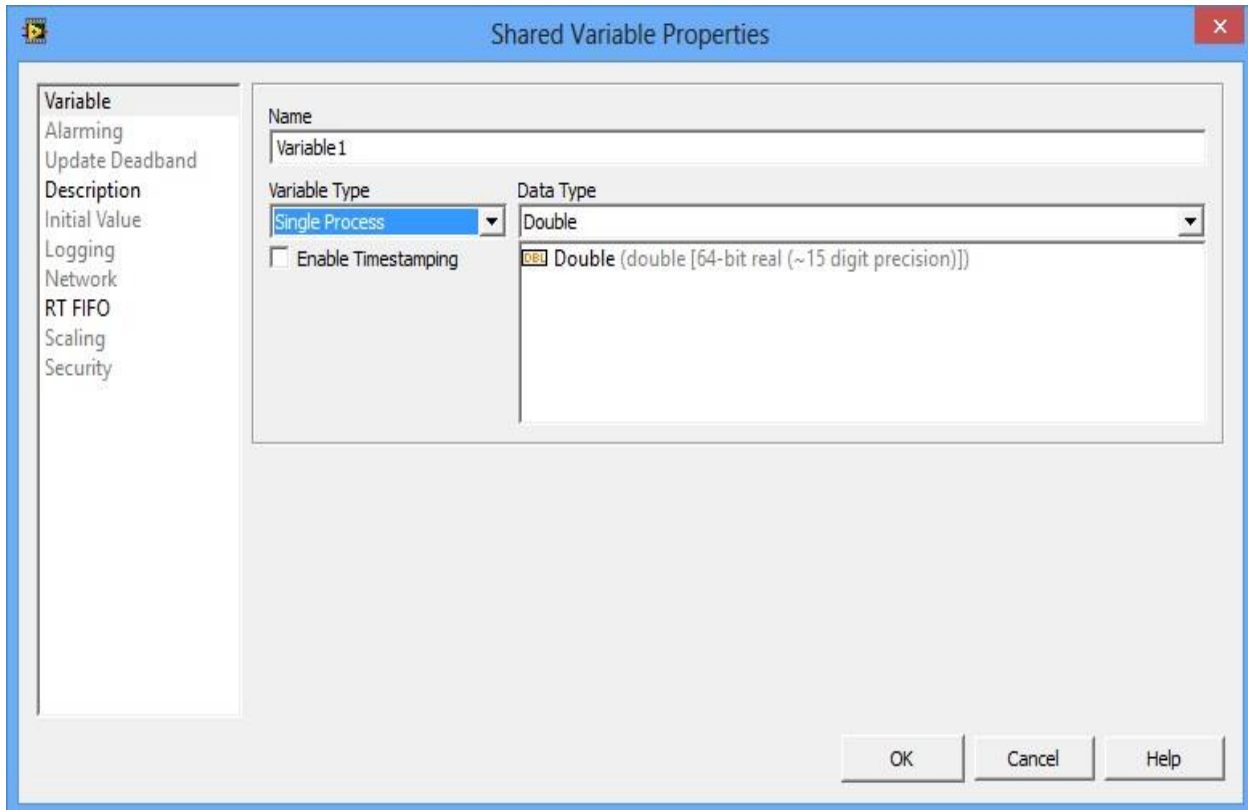 Shared Variable Properties
Variable
Alarming
Update Deadband
Description
Initial Value
Logging
Network
RT FIFO
Scaling
Security
Name
Variable1
Variable Type
Data Type
Single Process
Double
Enable Timestamping
DBL Double (double [64-bit real (~15 digit precision)])
OK
Cancel
Help